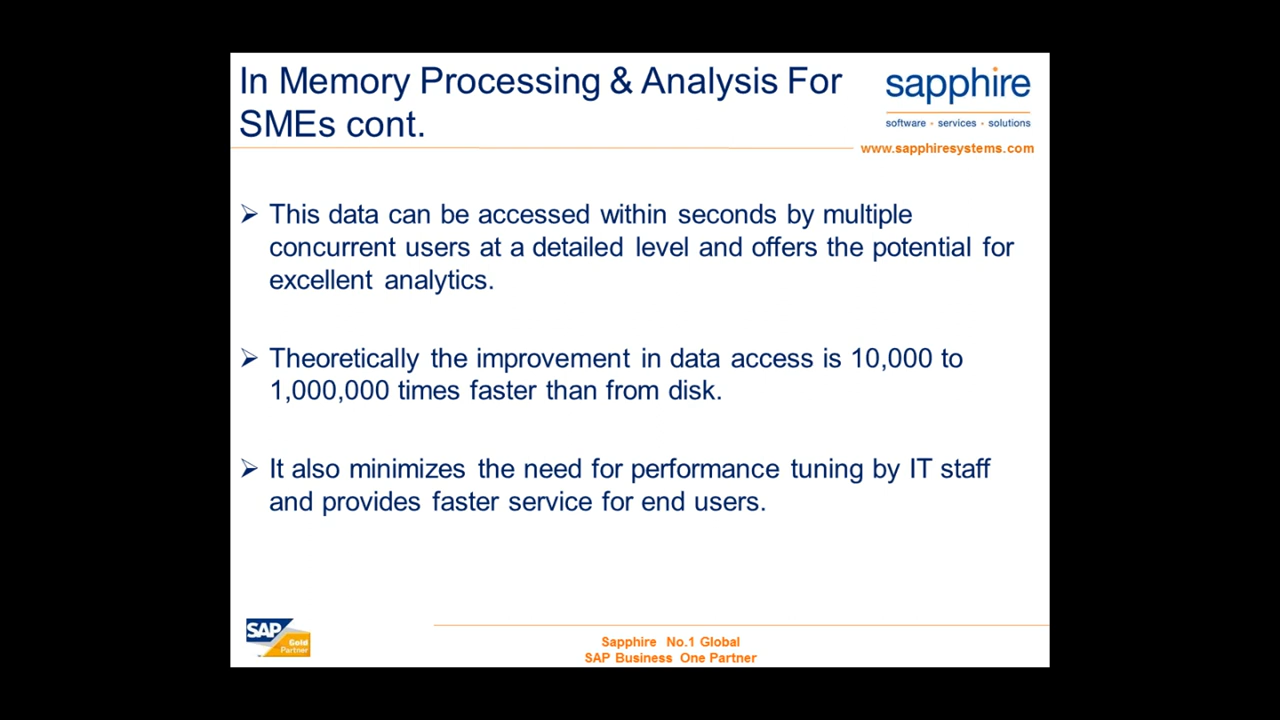 In Memory Processing & Analysis For
SMEs cont.
sapphire
software • services • solutions
www.sapphiresystems.com
➢ This data can be accessed within seconds by multiple
concurrent users at a detailed level and offers the potential for
excellent analytics.
➢ Theoretically the improvement in data access is 10,000 to
1,000,000 times faster than from disk.
➢ It also minimizes the need for performance tuning by IT staff
and provides faster service for end users.
SAP
Gold
Partner
Sapphire No.1 Global
SAP Business One Partner